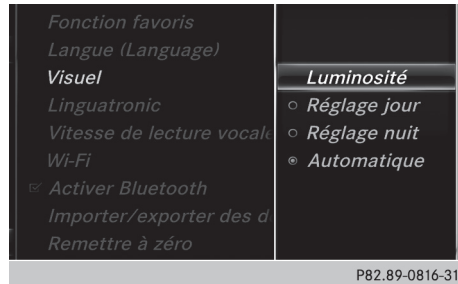 Fonction favoris
Langue (Language)
Visuel
Linguatronic
Vitesse de lecture vocale
Wi-Fi
Activer Bluetooth
Importer/exporter des d
Remettre à zéro
Luminosité
Réglage jour
Réglage nuit
Automatique
P82.89-0816-31